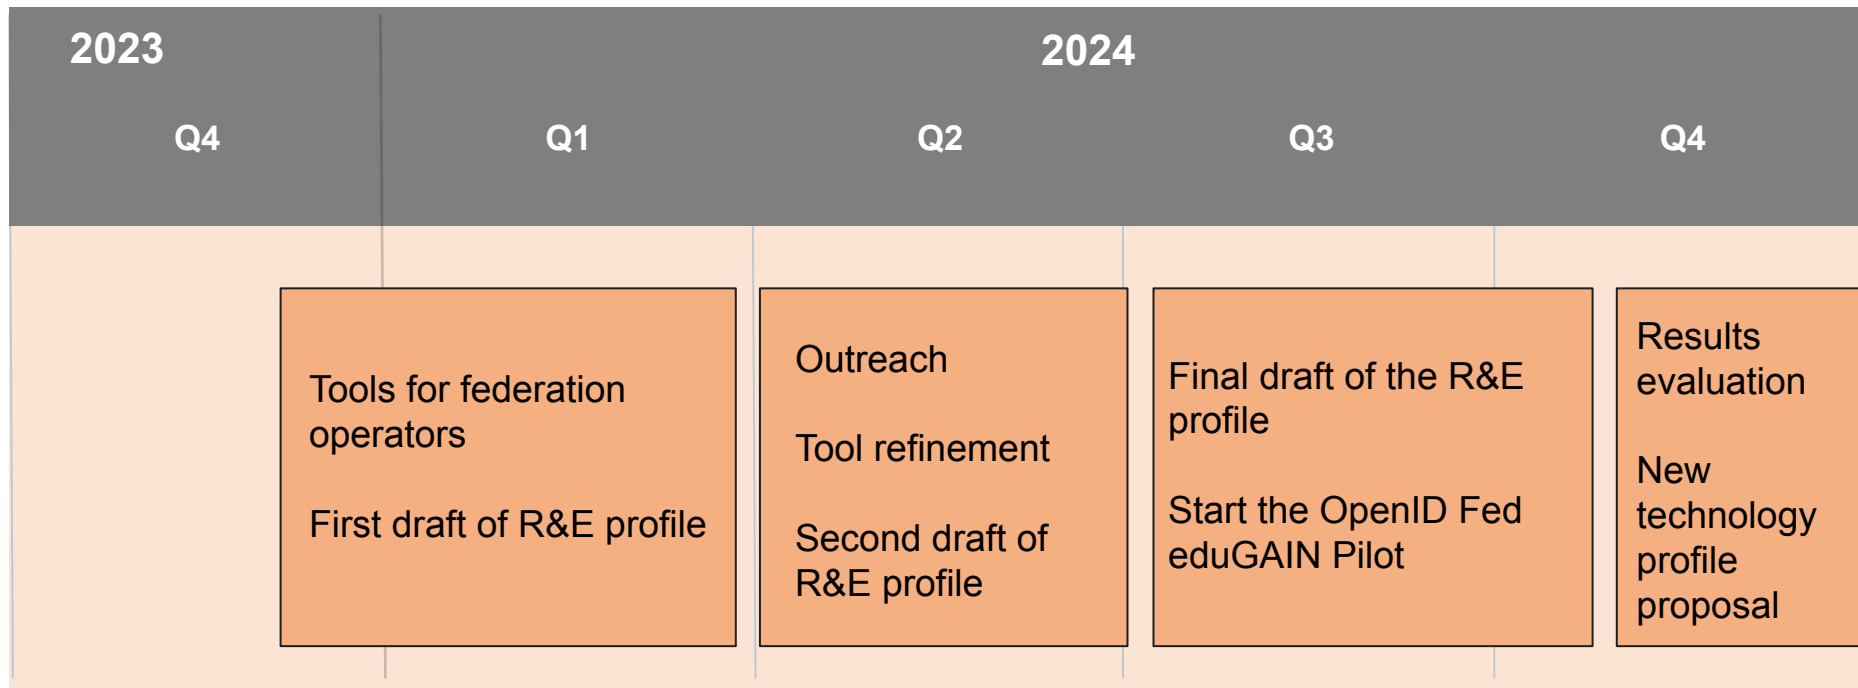 2023
2024
Q4
Q1
Q2
Q3
Q4
Tools for federation
operators
First draft of R&E profile
Outreach
Tool refinement
Second draft of
R&E profile
Final draft of the R&E
profile
Start the OpenID Fed
eduGAIN Pilot
Results
evaluation
New
technology
profile
proposal